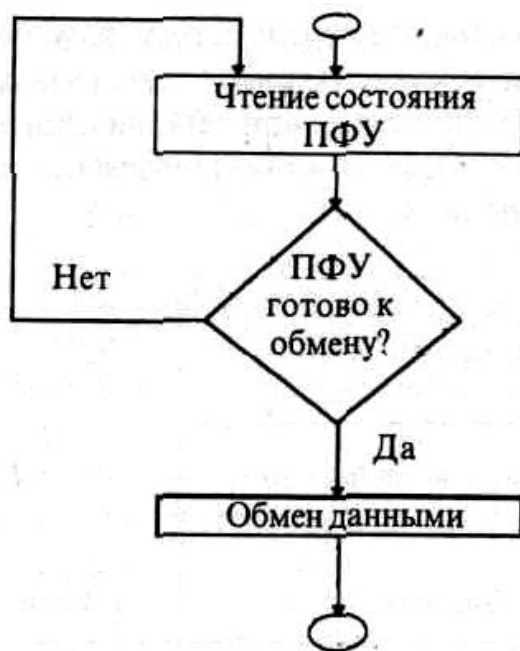 Чтение состояния
ПФУ
ПФУ
готово к
обмену?
Нет
Да
Обмен данными